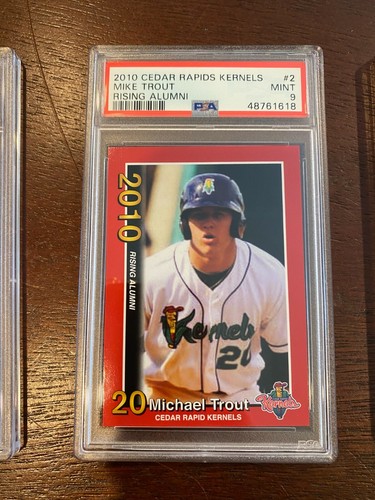 2010 CEDAR RAPIDS KERNELS #2
MIKE TROUT MINT
RISING ALUMNI PSA 9
48761618
2010
RISING ALUMNI
Kernels
20
20 Michael Trout
Kernels
CEDAR RAPID KERNELS